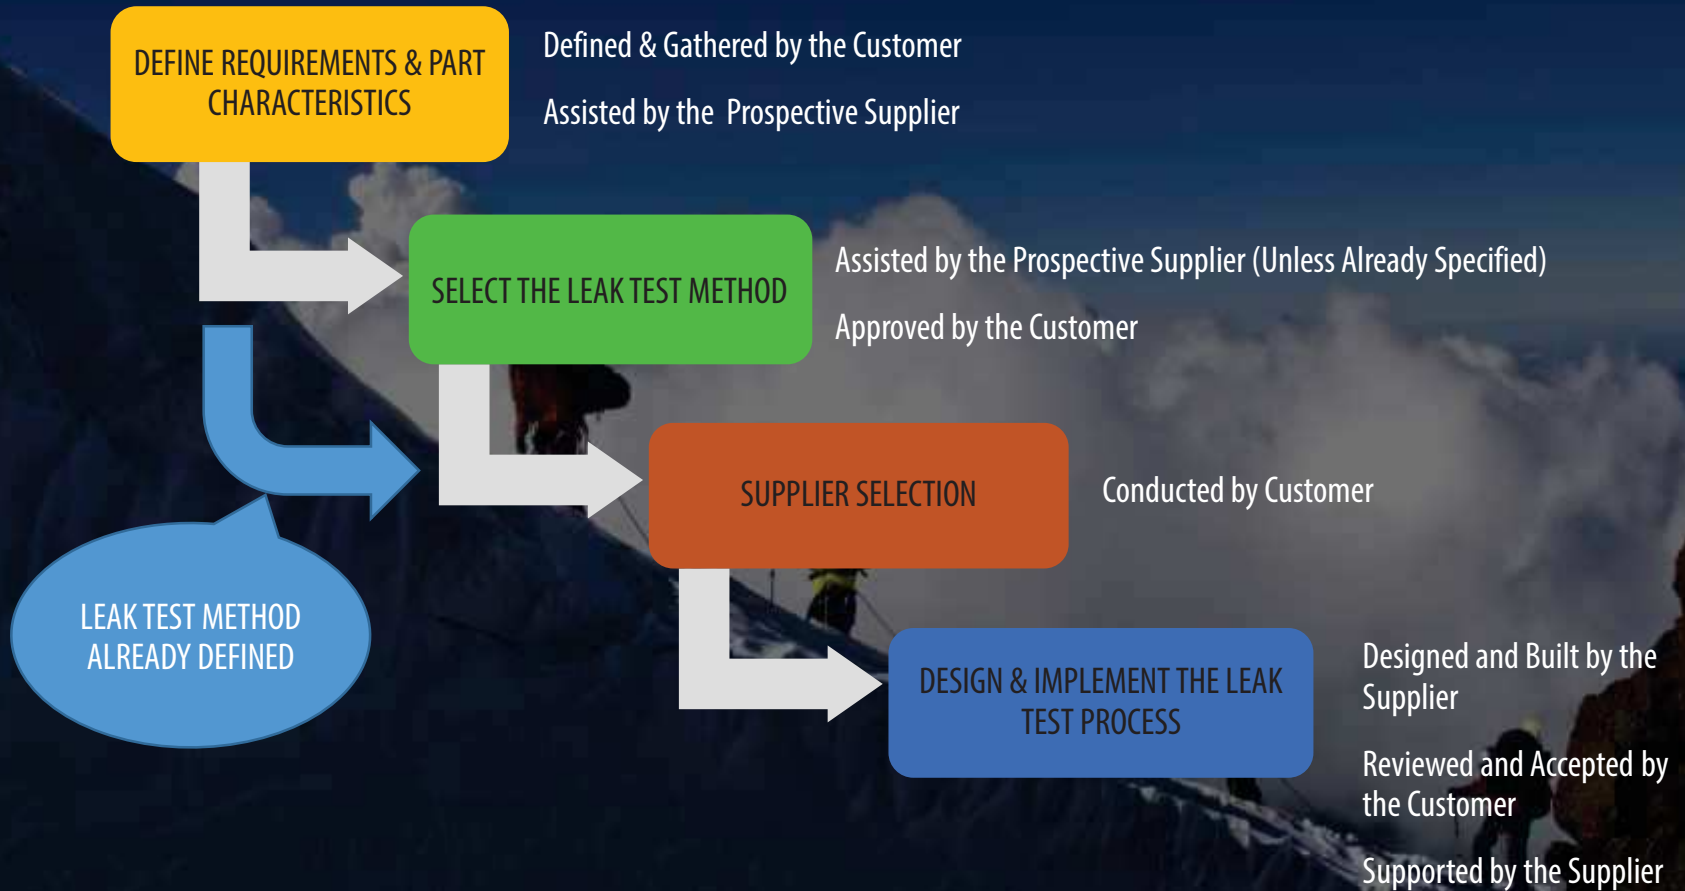 DEFINE REQUIREMENTS & PART
CHARACTERISTICS
Defined & Gathered by the Customer
Assisted by the Prospective Supplier
SELECT THE LEAK TEST METHOD
Assisted by the Prospective Supplier (Unless Already Specified)
Approved by the Customer
SUPPLIER SELECTION
Conducted by Customer
LEAK TEST METHOD
ALREADY DEFINED
DESIGN & IMPLEMENT THE LEAK
TEST PROCESS
Designed and Built by the
Supplier
Reviewed and Accepted by
the Customer
Supported by the Supplier